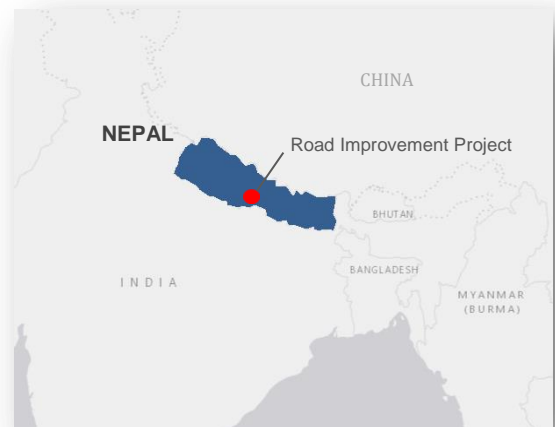 CHINA
NEPAL
Road Improvement Project
BHUTAN
BANGLADESH
INDIA
MYANMAR
(BURMA)